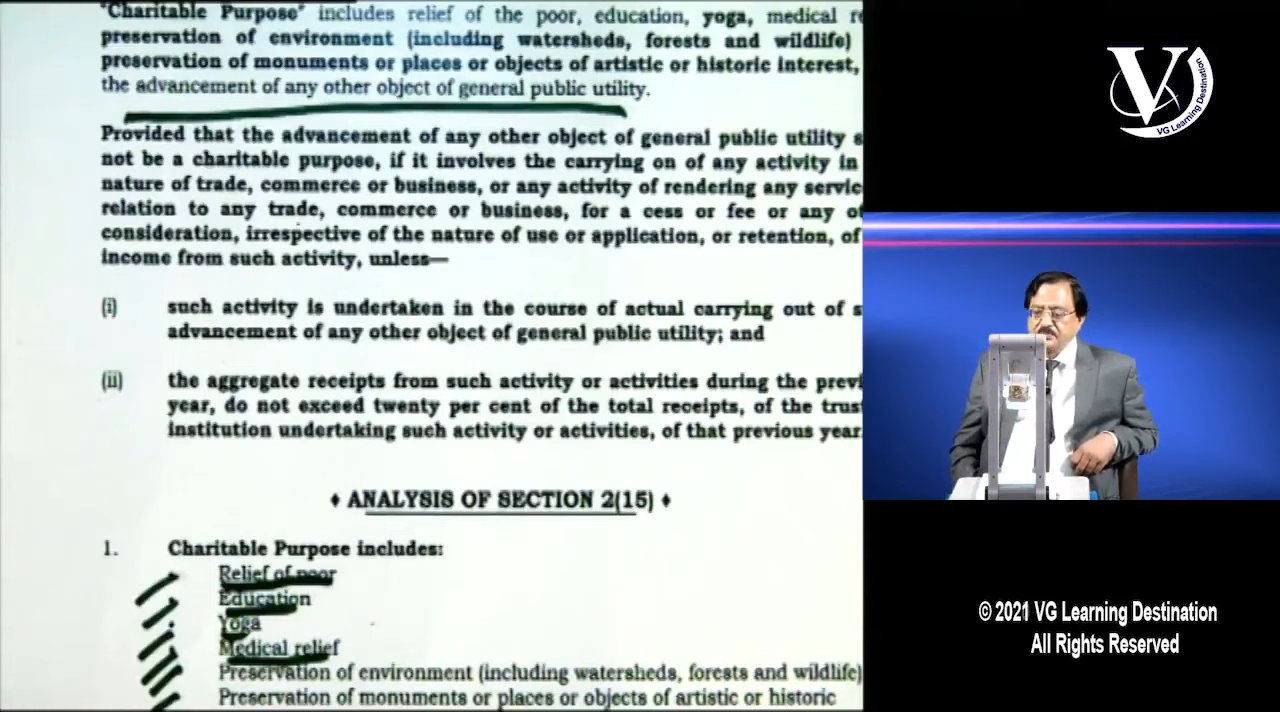 "Charitable Purpose" includes relief of the poor, education, yoga, medical re
preservation of environment (including watersheds, forests and wildlife)
preservation of monuments or places or objects of artistic or historic interest,
the advancement of any other object of general public utility.
Provided that the advancement of any other object of general public utility s
not be a charitable purpose, if it involves the carrying on of any activity in
nature of trade, commerce or business, or any activity of rendering any servic
relation to any trade, commerce or business, for a cess or fee or any ot
consideration, irrespective of the nature of use or application, or retention, of
income from such activity, unless—
(i) such activity is undertaken in the course of actual carrying out of s
advancement of any other object of general public utility; and
(ii) the aggregate receipts from such activity or activities during the previ
year, do not exceed twenty per cent of the total receipts, of the trus
institution undertaking such activity or activities, of that previous year
♦ ANALYSIS OF SECTION 2(15) ♦
1. Charitable Purpose includes:
Relief of poor
Education
Yoga
Medical relief
Preservation of environment (including watersheds, forests and wildlife)
Preservation of monuments or places or objects of artistic or historic
V
VG Learning Destination
© 2021 VG Learning Destination
All Rights Reserved